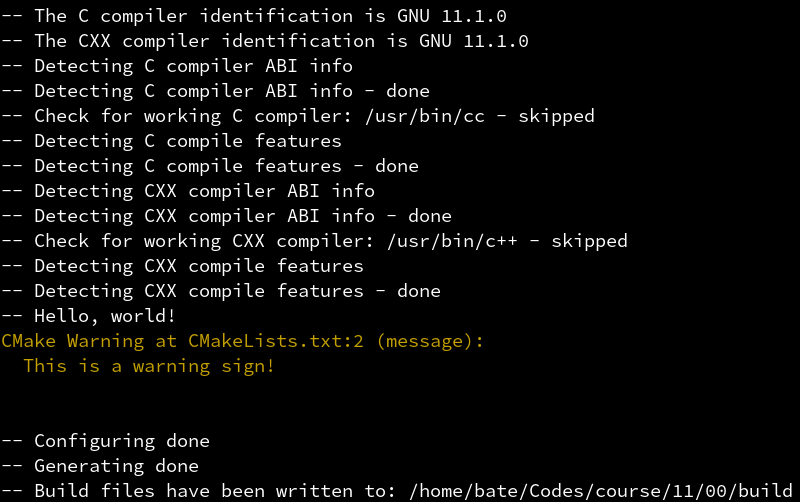 -- The C compiler identification is GNU 11.1.0
-- The CXX compiler identification is GNU 11.1.0
-- Detecting C compiler ABI info
-- Detecting C compiler ABI info - done
-- Check for working C compiler: /usr/bin/cc - skipped
-- Detecting C compile features
-- Detecting C compile features - done
-- Detecting CXX compiler ABI info
-- Detecting CXX compiler ABI info - done
-- Check for working CXX compiler: /usr/bin/c++ - skipped
-- Detecting CXX compile features
-- Detecting CXX compile features - done
-- Hello, world!
CMake Warning at CMakeLists.txt:2 (message):
  This is a warning sign!
-- Configuring done
-- Generating done
-- Build files have been written to: /home/bate/Codes/course/11/00/build